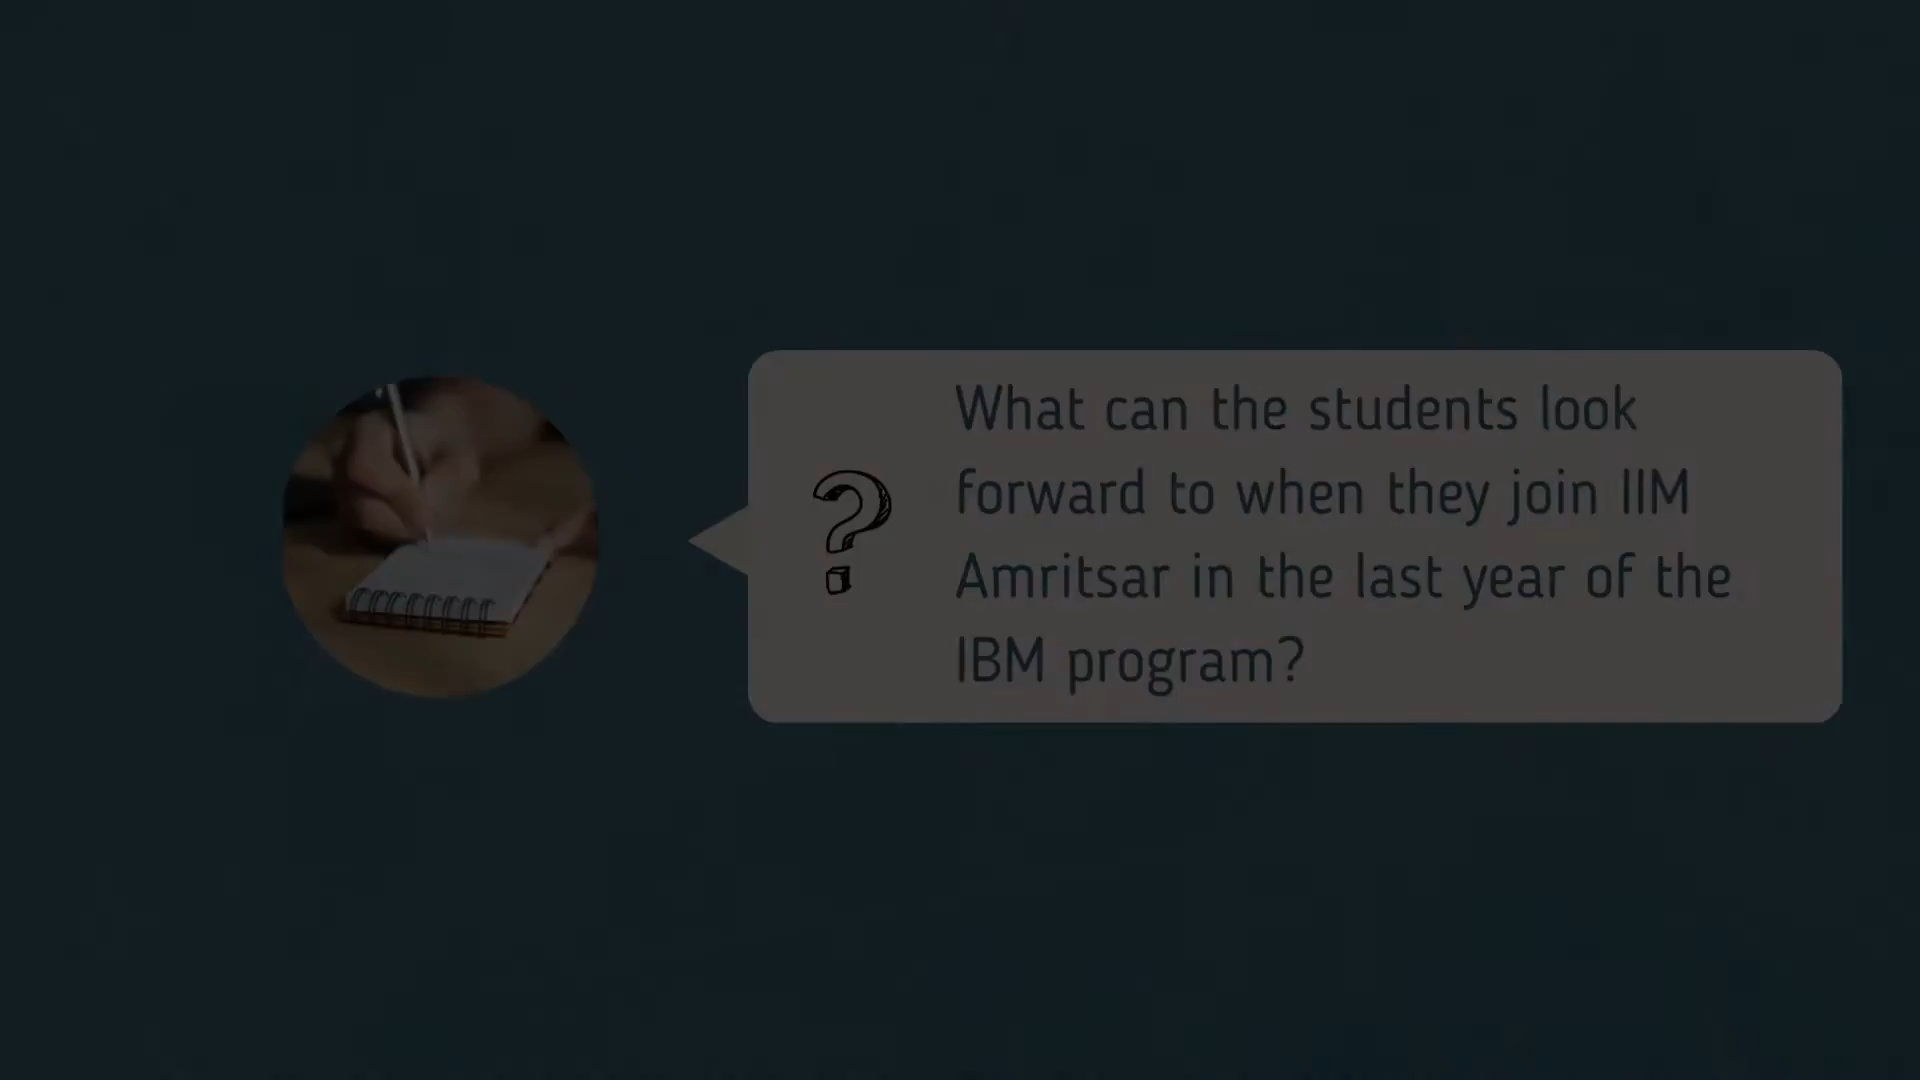 What can the students look
forward to when they join IIM
Amritsar in the last year of the
IBM program?